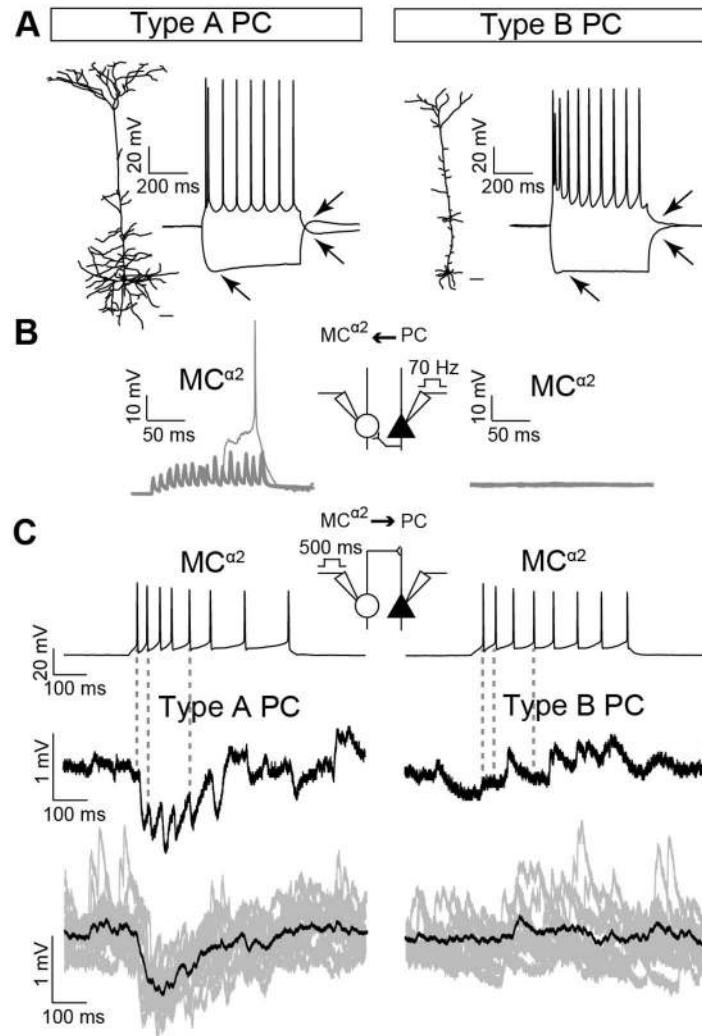 A
Type A PC
Type B PC
20 mV
200 ms
20 mV
200 ms
B
MCα2
10 mV
50 ms
MCα2 ← PC
70 Hz
MCα2
10 mV
50 ms
C
MCα2 → PC
500 ms
MCα2
20 mV
100 ms
MCα2
Type A PC
1 mV
100 ms
Type B PC
1 mV
100 ms